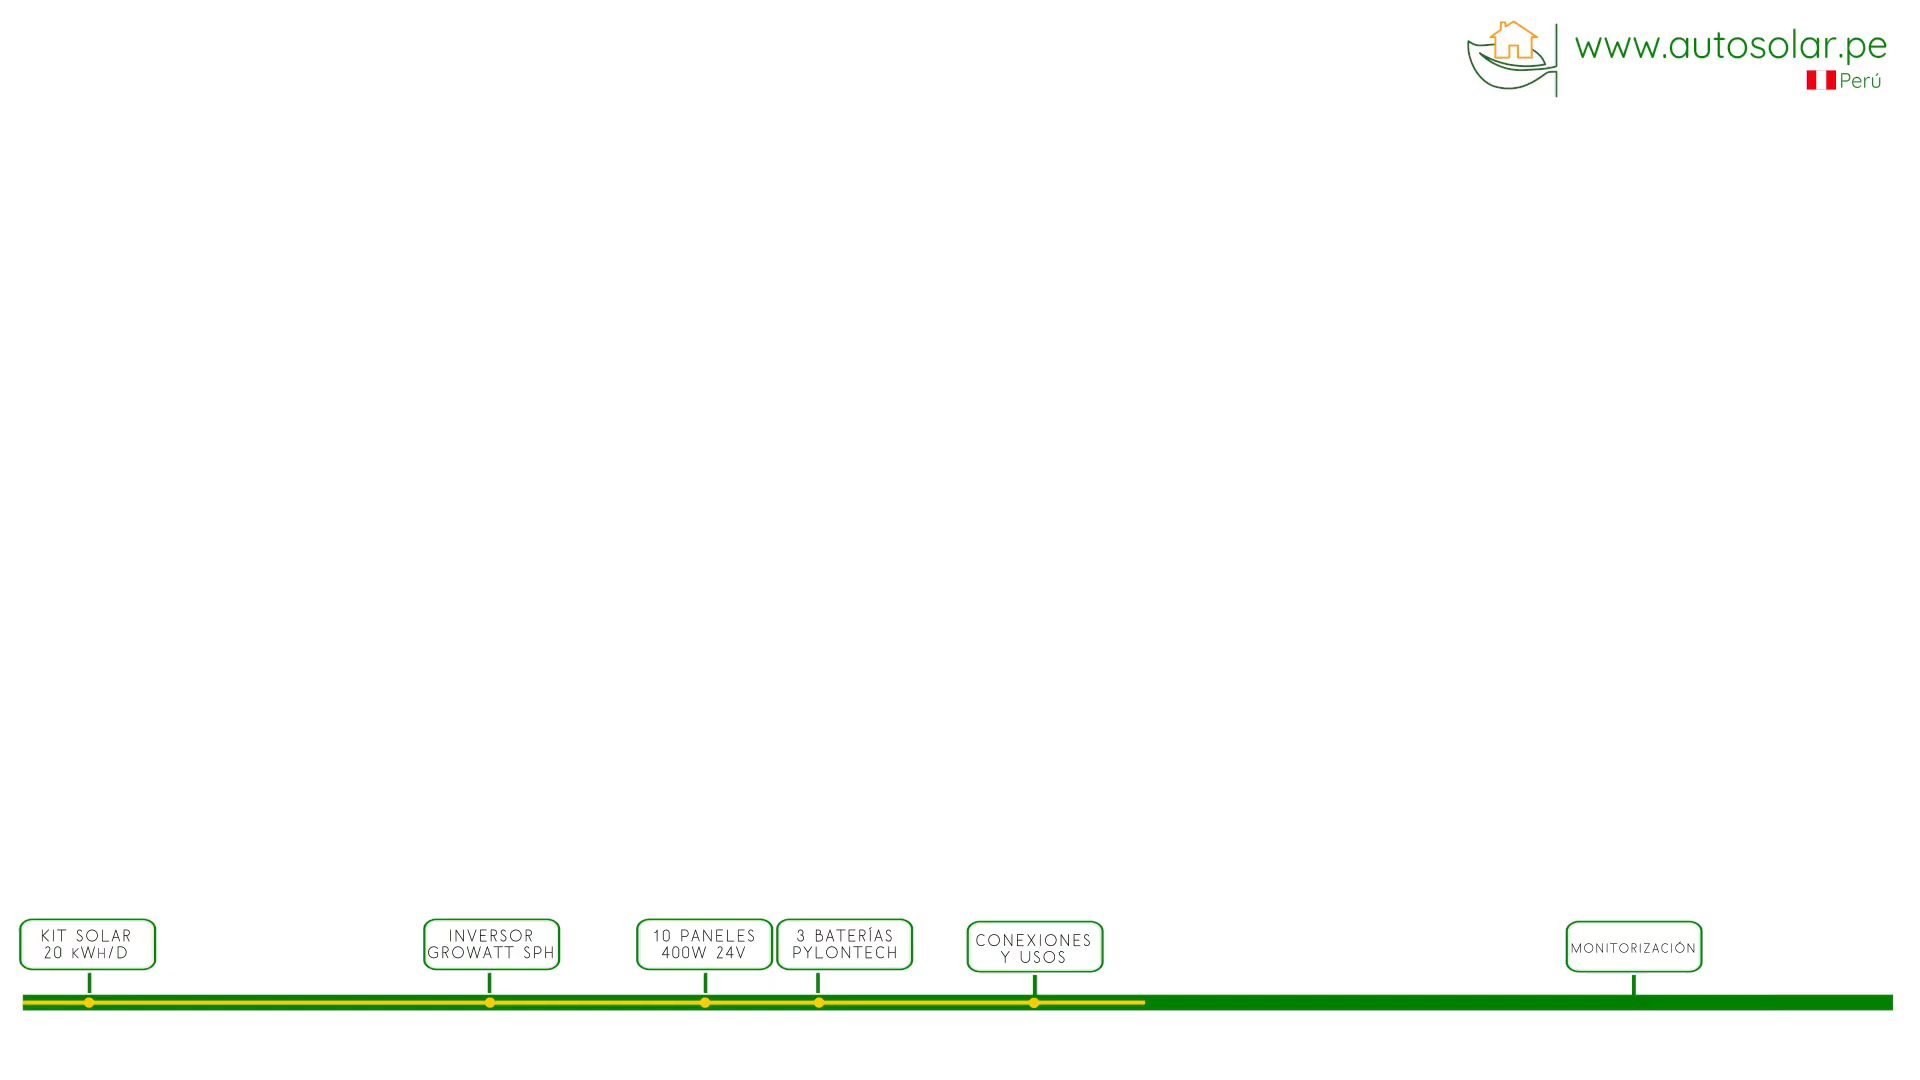 www.autosolar.pe
Perú
KIT SOLAR
20 KWH/D
INVERSOR
GROWATT SPH
10 PANELES
400W 24V
3 BATERÍAS
PYLONTECH
CONEXIONES
Y USOS
MONITORIZACIÓN